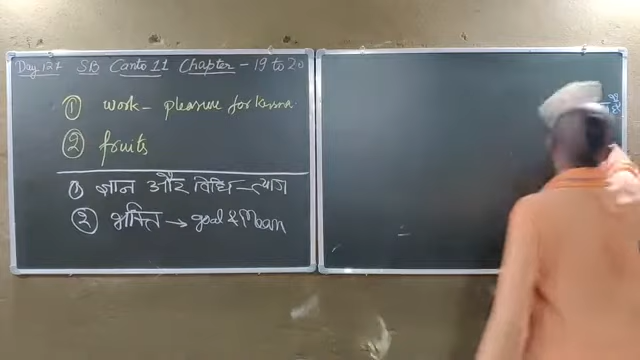 Day 121 SB Canto 11 Chapter - 19 to 20
① work - pleasure for Krsna.
② fruits
① ज्ञान और विधि - त्याग
② भक्ति → goal & Mean